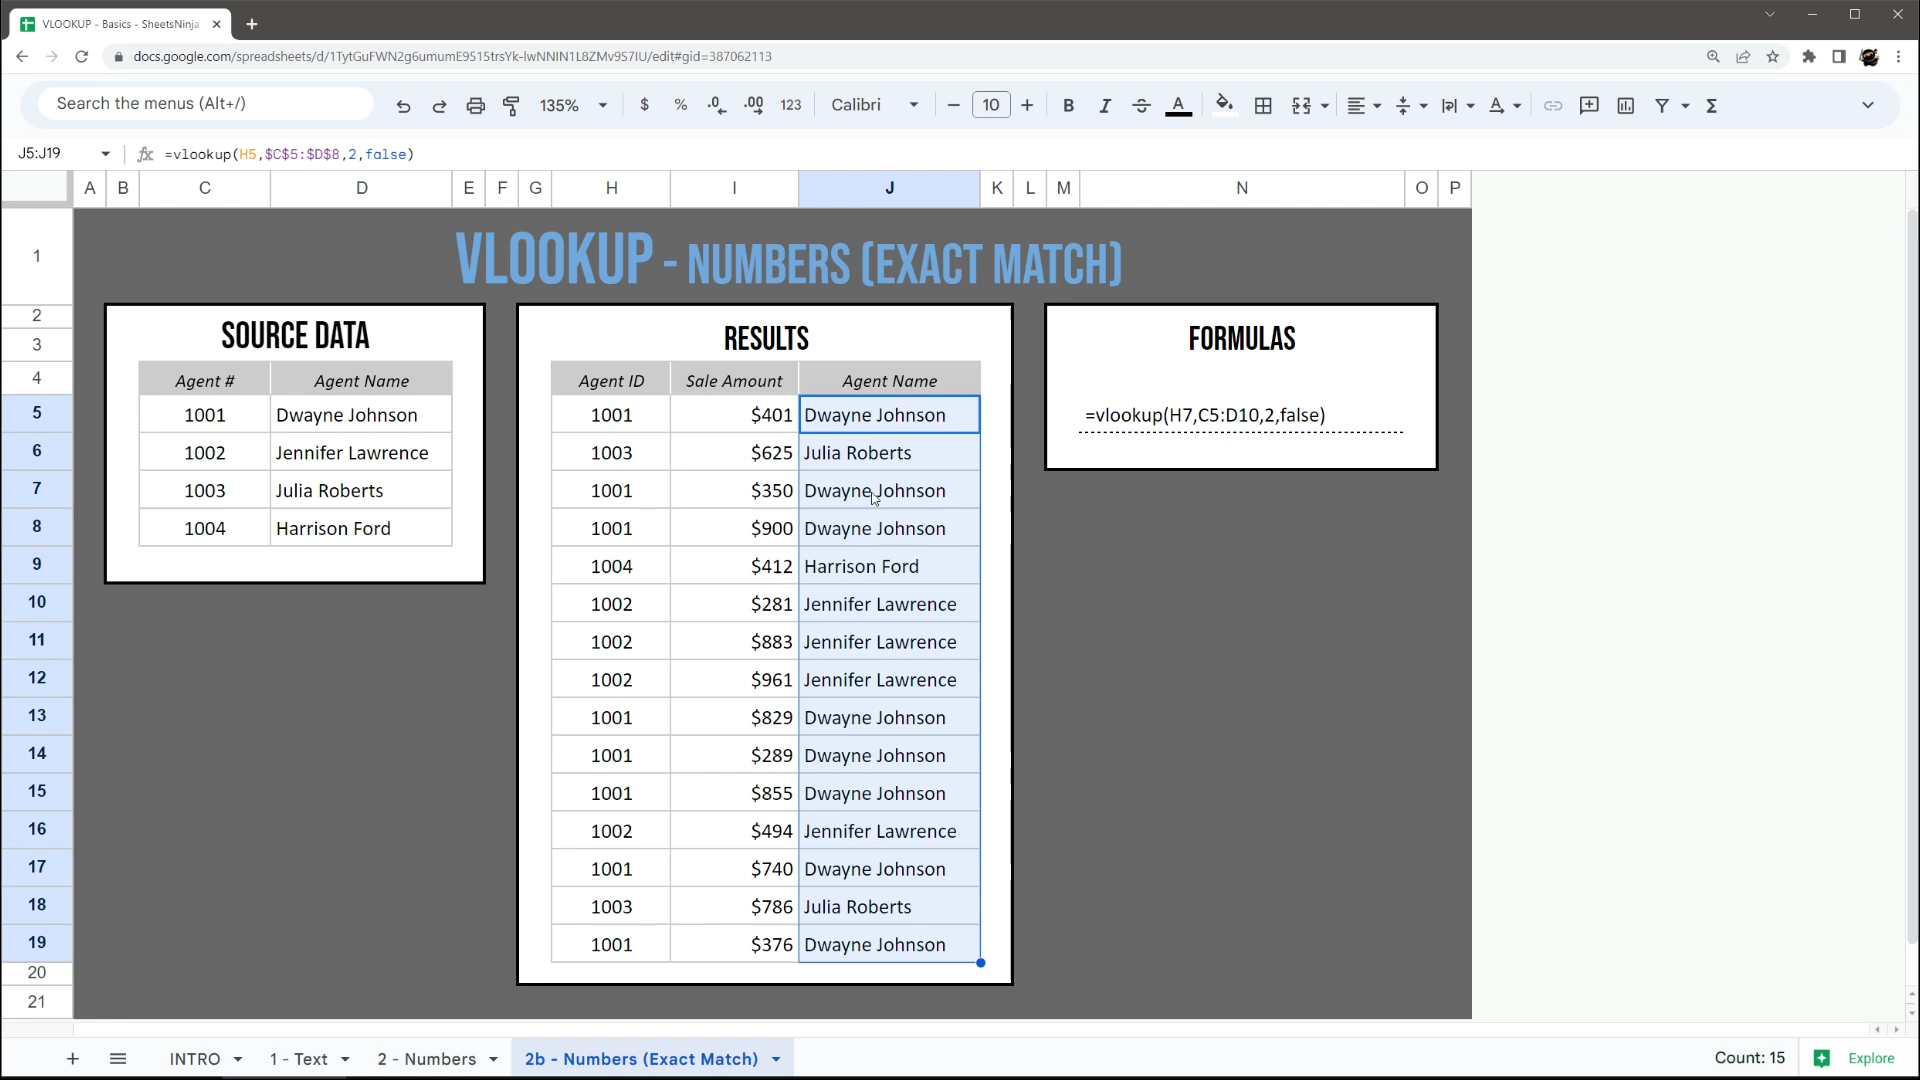 VLOOKUP - Basics - SheetsNinja
docs.google.com/spreadsheets/d/1TytGuFWN2g6umumE9515trsYk-lwNNIN1L8ZMv9S7IU/edit#gid=387062113
Search the menus (Alt+/) 135% $ % .0 .00 123 Calibri 10 B I S A
J5:J19 fx =vlookup(H5,$C$5:$D$8,2,false)
A B C D E F G H I J K L M N O P
1 VLOOKUP - NUMBERS (EXACT MATCH)
2
3 SOURCE DATA RESULTS FORMULAS
4 Agent # Agent Name Agent ID Sale Amount Agent Name
5 1001 Dwayne Johnson 1001 $401 Dwayne Johnson =vlookup(H7,C5:D10,2,false)
6 1002 Jennifer Lawrence 1003 $625 Julia Roberts
7 1003 Julia Roberts 1001 $350 Dwayne Johnson
8 1004 Harrison Ford 1001 $900 Dwayne Johnson
9 1004 $412 Harrison Ford
10 1002 $281 Jennifer Lawrence
11 1002 $883 Jennifer Lawrence
12 1002 $961 Jennifer Lawrence
13 1001 $829 Dwayne Johnson
14 1001 $289 Dwayne Johnson
15 1001 $855 Dwayne Johnson
16 1002 $494 Jennifer Lawrence
17 1001 $740 Dwayne Johnson
18 1003 $786 Julia Roberts
19 1001 $376 Dwayne Johnson
20
21
INTRO 1 - Text 2 - Numbers 2b - Numbers (Exact Match) Count: 15 Explore